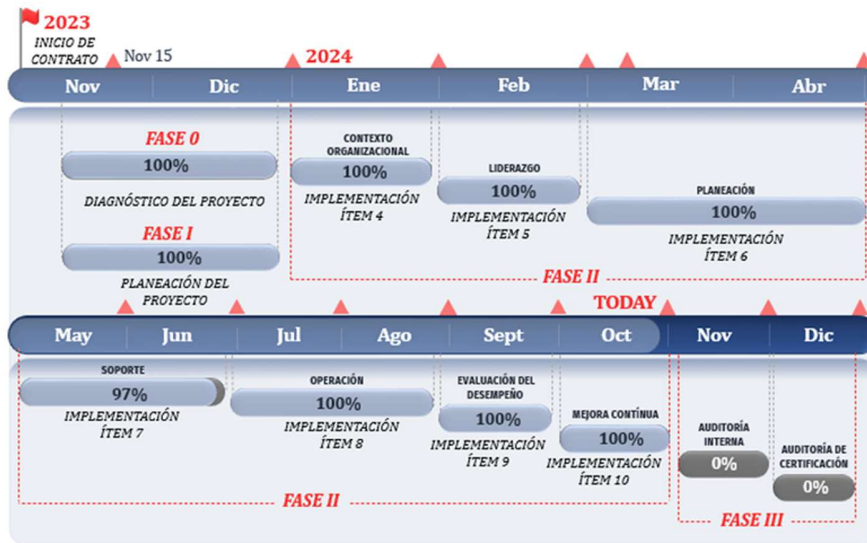 2023
INICIO DE
CONTRATO
Nov 15
2024
Nov Dic Ene Feb Mar Abr
FASE 0
100%
DIAGNÓSTICO DEL PROYECTO
FASE I
100%
PLANEACIÓN DEL
PROYECTO
CONTEXTO
ORGANIZACIONAL
100%
IMPLEMENTACIÓN
ÍTEM 4
LIDERAZGO
100%
IMPLEMENTACIÓN
ÍTEM 5
PLANEACIÓN
100%
IMPLEMENTACIÓN
ÍTEM 6
FASE II
TODAY
May Jun Jul Ago Sept Oct Nov Dic
SOPORTE
97%
IMPLEMENTACIÓN
ÍTEM 7
OPERACIÓN
100%
IMPLEMENTACIÓN
ÍTEM 8
EVALUACIÓN DEL
DESEMPEÑO
100%
IMPLEMENTACIÓN
ÍTEM 9
MEJORA CONTÍNUA
100%
IMPLEMENTACIÓN
ÍTEM 10
FASE II
AUDITORÍA
INTERNA
0%
AUDITORÍA DE
CERTIFICACIÓN
0%
FASE III